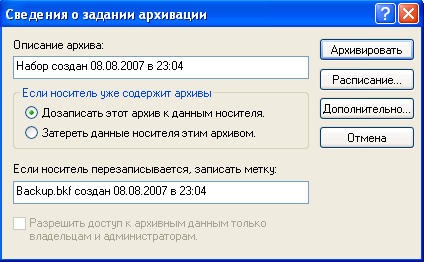 Сведения о задании архивации
Описание архива:
Набор создан 08.08.2007 в 23:04
Если носитель уже содержит архивы
Дозаписать этот архив к данным носителя.
Затереть данные носителя этим архивом.
Если носитель перезаписывается, записать метку:
Backup.bkf создан 08.08.2007 в 23:04
Разрешить доступ к архивным данным только
владельцам и администраторам.
Архивировать
Расписание...
Дополнительно...
Отмена